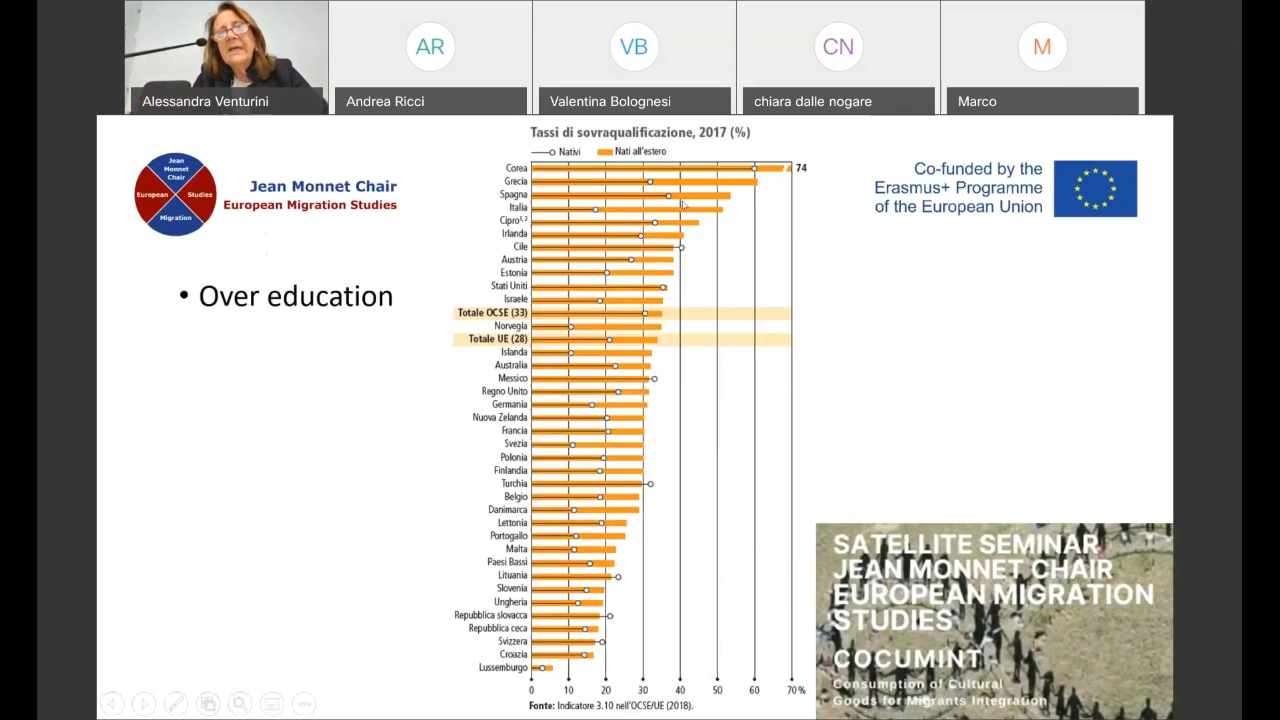 Alessandra Venturini
AR
Andrea Ricci
VB
Valentina Bolognesi
CN
chiara dalle nogare
M
Marco
Jean
Monnet
Chair
European
Studies
Migration
Jean Monnet Chair
European Migration Studies
• Over education
Tassi di sovraqualificazione, 2017 (%)
Nativi
Nati all'estero
Corea
74
Grecia
Spagna
Italia
Cipro¹, ²
Irlanda
Cile
Austria
Estonia
Stati Uniti
Israele
Totale OCSE (33)
Norvegia
Totale UE (28)
Islanda
Australia
Messico
Regno Unito
Germania
Nuova Zelanda
Francia
Svezia
Polonia
Finlandia
Turchia
Belgio
Danimarca
Lettonia
Portogallo
Malta
Paesi Bassi
Lituania
Slovenia
Ungheria
Repubblica slovacca
Repubblica ceca
Svizzera
Croazia
Lussemburgo
0 10 20 30 40 50 60 70 %
Fonte: Indicatore 3.10 nell'OCSE/UE (2018).
Co-funded by the
Erasmus+ Programme
of the European Union
SATELLITE SEMINAR
JEAN MONNET CHAIR
EUROPEAN MIGRATION
STUDIES
COCUMINT
Consumption of Cultural
Goods for Migrants Integration